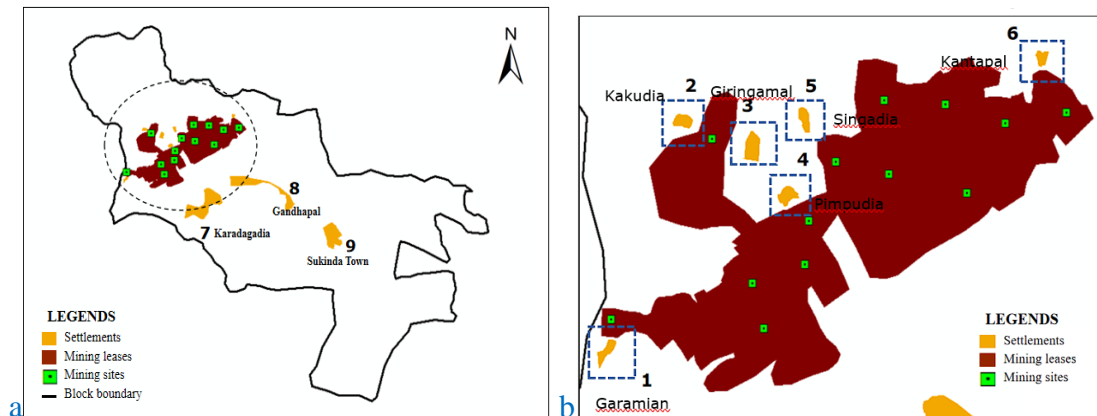 N
8
Gandhapal
7 Karadagadia
9
Sukinda Town
LEGENDS
Settlements
Mining leases
Mining sites
Block boundary
a
6
Kantapal
2
Giringamal
5
Kakudia
3
Singadia
4
Pimpudia
LEGENDS
Settlements
Mining leases
Mining sites
1
Garamian
b